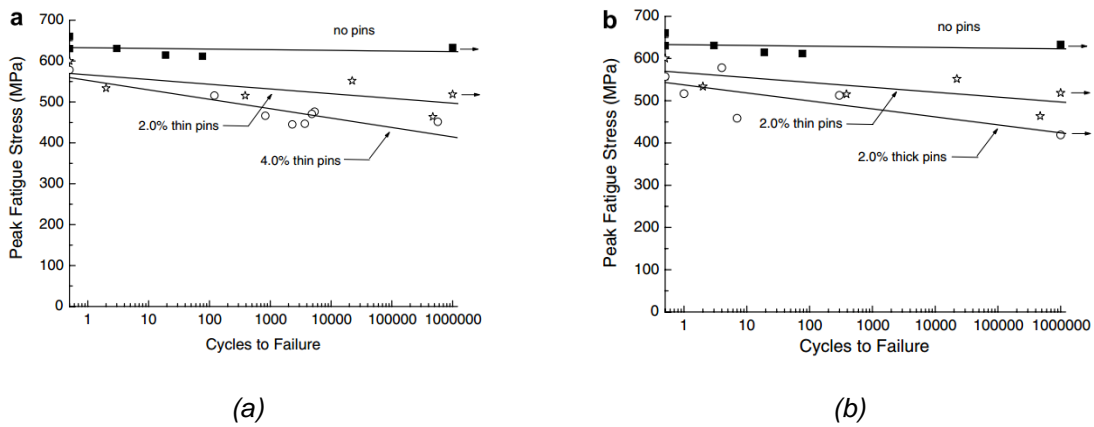 a
700
600
500
400
300
200
100
0
Peak Fatigue Stress (MPa)
no pins
2.0% thin pins
4.0% thin pins
1
10
100
1000
10000
100000
1000000
Cycles to Failure
(a)
b
700
600
500
400
300
200
100
0
Peak Fatigue Stress (MPa)
no pins
2.0% thin pins
2.0% thick pins
1
10
100
1000
10000
100000
1000000
Cycles to Failure
(b)